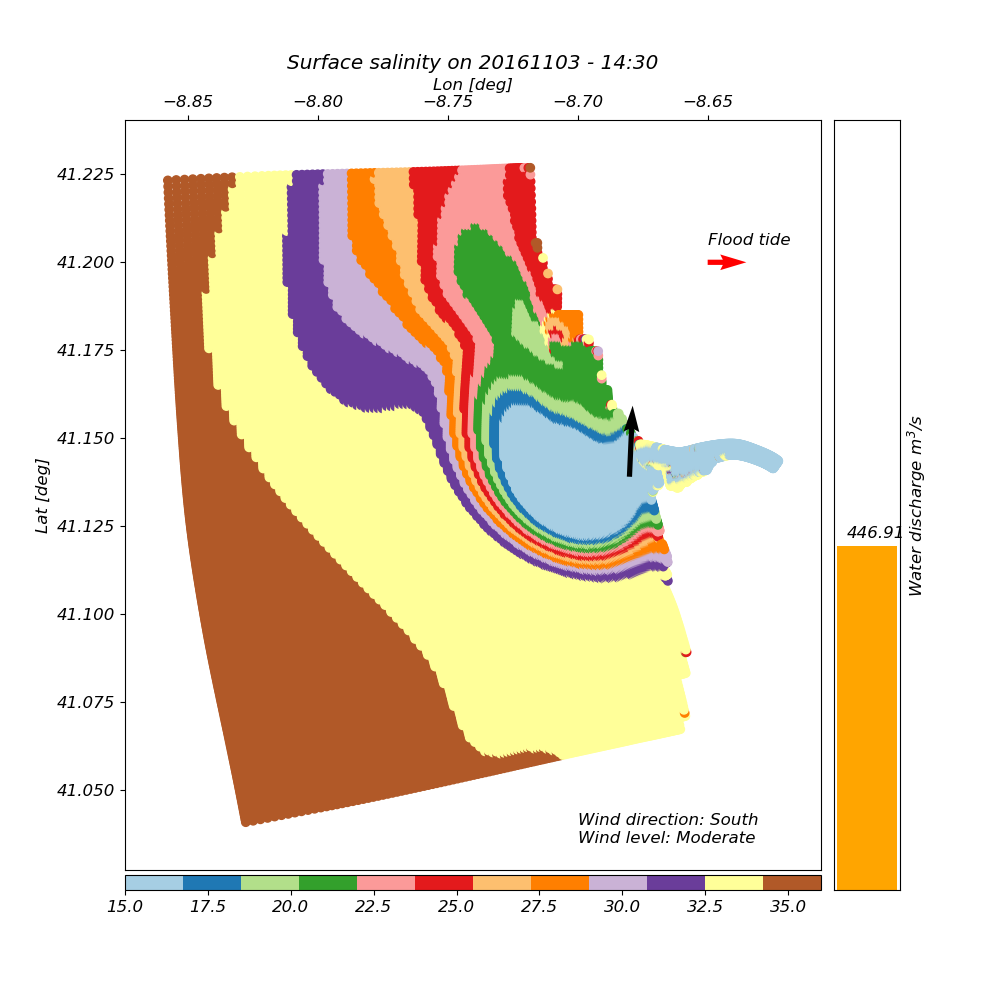 Surface salinity on 20161103 - 14:30
Lon [deg]
−8.85 −8.80 −8.75 −8.70 −8.65
41.225
41.200
41.175
41.150
41.125
41.100
41.075
41.050
Lat [deg]
Flood tide
446.91
Water discharge m³/s
Wind direction: South
Wind level: Moderate
15.0 17.5 20.0 22.5 25.0 27.5 30.0 32.5 35.0